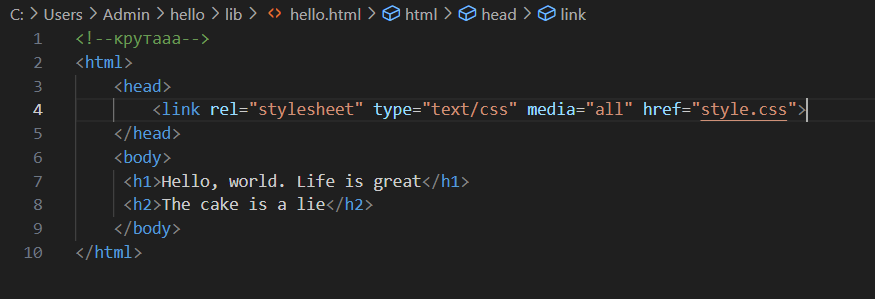 C: > Users > Admin > hello > lib > <> hello.html > html > head > link
1 <!--крутааа-->
2 <html>
3 <head>
4 <link rel="stylesheet" type="text/css" media="all" href="style.css">
5 </head>
6 <body>
7 <h1>Hello, world. Life is great</h1>
8 <h2>The cake is a lie</h2>
9 </body>
10 </html>